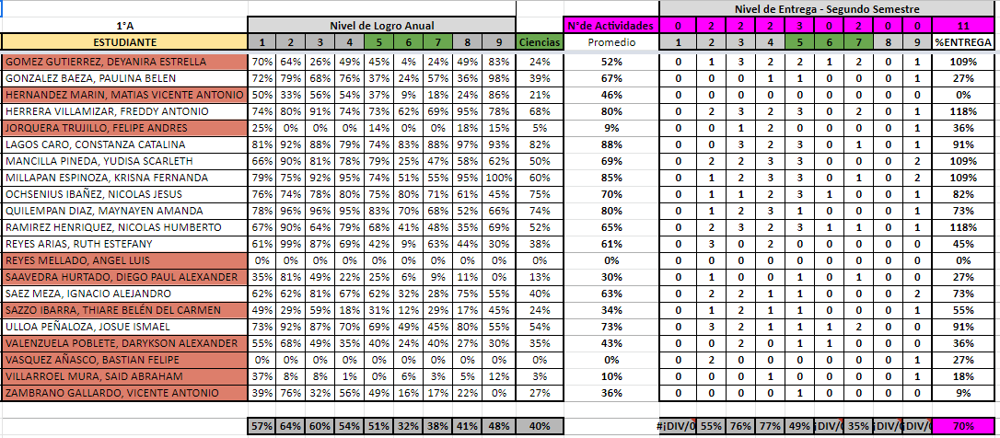 Nivel de Entrega - Segundo Semestre
1°A Nivel de Logro Anual N°de Actividades 0 2 2 2 3 0 2 0 0 11
ESTUDIANTE 1 2 3 4 5 6 7 8 9 Ciencias Promedio 1 2 3 4 5 6 7 8 9 %ENTREGA
GOMEZ GUTIERREZ, DEYANIRA ESTRELLA 70% 64% 26% 49% 45% 4% 24% 49% 83% 24% 52% 0 1 3 2 2 1 2 0 1 109%
GONZALEZ BAEZA, PAULINA BELEN 72% 79% 68% 76% 37% 24% 57% 36% 98% 39% 67% 0 0 0 1 1 0 0 0 1 27%
HERNANDEZ MARIN, MATIAS VICENTE ANTONIO 50% 33% 56% 54% 37% 9% 18% 24% 86% 21% 46% 0 0 0 0 0 0 0 0 0 0%
HERRERA VILLAMIZAR, FREDDY ANTONIO 74% 80% 91% 74% 73% 62% 69% 95% 78% 68% 80% 0 2 3 2 3 0 2 0 1 118%
JORQUERA TRUJILLO, FELIPE ANDRES 25% 0% 0% 0% 14% 0% 0% 18% 15% 5% 9% 0 0 1 2 0 0 0 0 1 36%
LAGOS CARO, CONSTANZA CATALINA 81% 92% 88% 79% 74% 83% 88% 97% 93% 82% 88% 0 0 3 2 3 0 1 0 1 91%
MANCILLA PINEDA, YUDISA SCARLETH 66% 90% 81% 78% 79% 25% 47% 58% 62% 50% 69% 0 2 2 3 3 0 0 0 2 109%
MILLAPAN ESPINOZA, KRISNA FERNANDA 79% 75% 92% 95% 74% 51% 55% 95% 100% 60% 85% 0 1 2 3 3 0 1 0 2 109%
OCHSENIUS IBAÑEZ, NICOLAS JESUS 76% 74% 78% 80% 75% 80% 71% 61% 45% 75% 70% 0 1 1 2 3 1 0 0 1 82%
QUILEMPAN DIAZ, MAYNAYEN AMANDA 78% 96% 96% 95% 83% 70% 68% 52% 66% 74% 80% 0 1 2 3 1 0 0 0 1 73%
RAMIREZ HENRIQUEZ, NICOLAS HUMBERTO 67% 90% 64% 79% 68% 41% 48% 35% 69% 52% 65% 0 2 3 2 3 1 1 0 1 118%
REYES ARIAS, RUTH ESTEFANY 61% 99% 87% 69% 42% 9% 63% 44% 30% 38% 61% 0 3 0 2 0 0 0 0 0 45%
REYES MELLADO, ANGEL LUIS 0% 0% 0% 0% 0% 0% 0% 0% 0% 0% 0% 0 0 0 0 0 0 0 0 0 0%
SAAVEDRA HURTADO, DIEGO PAUL ALEXANDER 35% 81% 49% 22% 25% 6% 9% 11% 0% 13% 30% 0 1 0 0 1 0 1 0 0 27%
SAEZ MEZA, IGNACIO ALEJANDRO 62% 62% 81% 67% 62% 32% 28% 75% 55% 40% 63% 0 2 2 1 1 0 0 0 2 73%
SAZZO IBARRA, THIARE BELÉN DEL CARMEN 49% 29% 59% 18% 31% 12% 29% 17% 45% 24% 34% 0 1 2 1 1 0 0 0 1 55%
ULLOA PEÑALOZA, JOSUE ISMAEL 73% 92% 87% 70% 69% 49% 45% 80% 55% 54% 73% 0 3 2 1 1 1 2 0 0 91%
VALENZUELA POBLETE, DARYKSON ALEXANDER 55% 68% 49% 35% 40% 24% 40% 27% 30% 35% 43% 0 0 2 0 1 1 0 0 0 36%
VASQUEZ AÑASCO, BASTIAN FELIPE 0% 0% 0% 0% 0% 0% 0% 0% 0% 0% 0% 0 2 0 0 0 0 0 0 1 27%
VILLARROEL MURA, SAID ABRAHAM 37% 8% 8% 1% 0% 6% 3% 5% 12% 3% 10% 0 0 0 1 0 0 0 0 1 18%
ZAMBRANO GALLARDO, VICENTE ANTONIO 39% 76% 32% 56% 49% 16% 17% 22% 0% 27% 36% 0 0 0 0 1 0 0 0 0 9%
57% 64% 60% 54% 51% 32% 38% 41% 48% 40% #¡DIV/0 55% 76% 77% 49% ¡DIV/0 35% ¡DIV/0 ¡DIV/0 70%